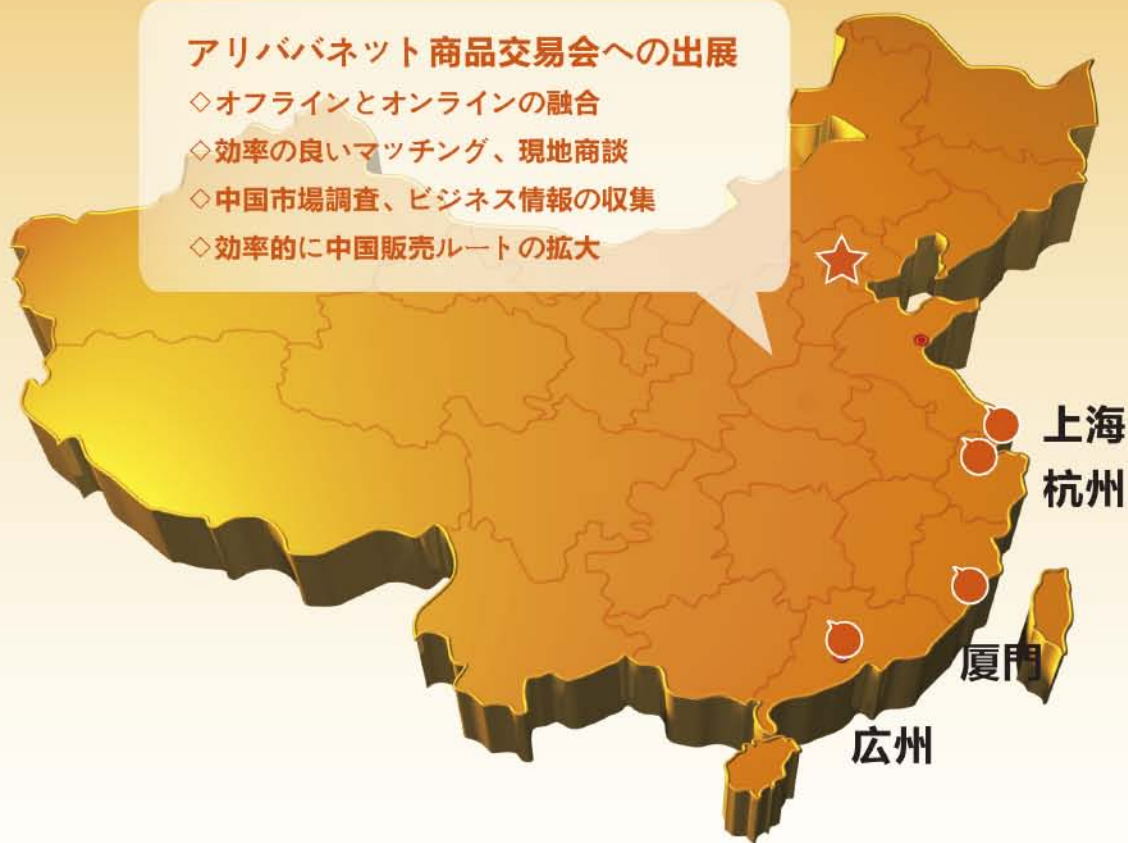 アリババネット商品交易会への出展
◇オフラインとオンラインの融合
◇効率の良いマッチング、現地商談
◇中国市場調査、ビジネス情報の収集
◇効率的に中国販売ルートの拡大
上海
杭州
厦門
広州